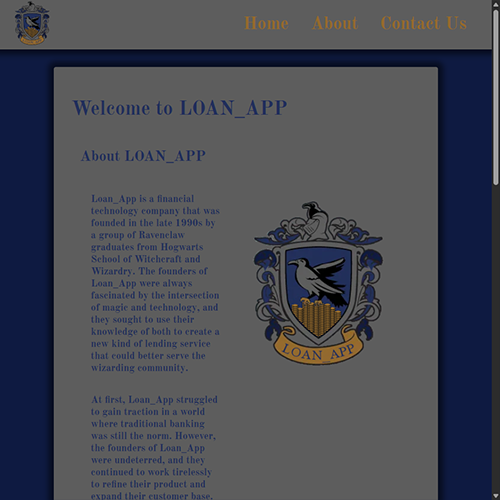 Home About Contact Us
Welcome to LOAN_APP
About LOAN_APP
Loan_App is a financial
technology company that was
founded in the late 1990s by
a group of Ravenclaw
graduates from Hogwarts
School of Witchcraft and
Wizardry. The founders of
Loan_App were always
fascinated by the intersection
of magic and technology, and
they sought to use their
knowledge of both to create a
new kind of lending service
that could better serve the
wizarding community.
At first, Loan_App struggled
to gain traction in a world
where traditional banking
was still the norm. However,
the founders of Loan_App
were undeterred, and they
continued to work tirelessly
to refine their product and
expand their customer base.
LOAN_APP